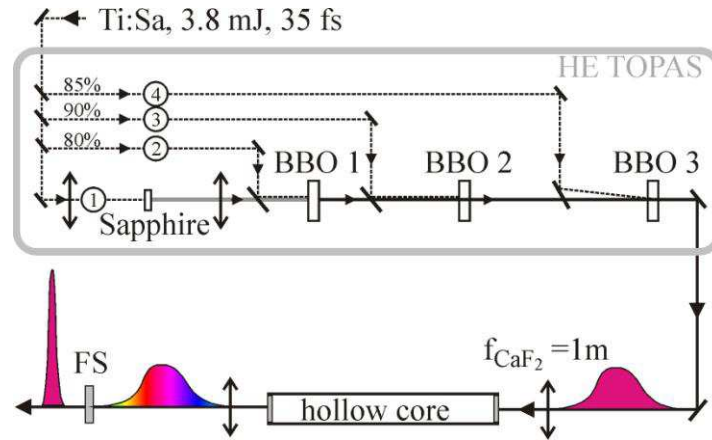 Ti:Sa, 3.8 mJ, 35 fs
HE TOPAS
85%
4
90%
3
80%
2
BBO 1
BBO 2
BBO 3
1
Sapphire
FS
f_CaF₂ =1m
hollow core